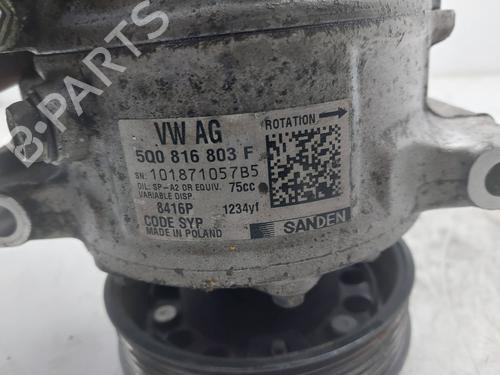 B-PARTS
VW AG
5Q0 816 803 F
SN: 101871057B5
OIL: SP-A2 OR EQUIV. 75cc
VARIABLE DISP.
8416P 1234yf
CODE SYP
MADE IN POLAND
ROTATION
SANDEN